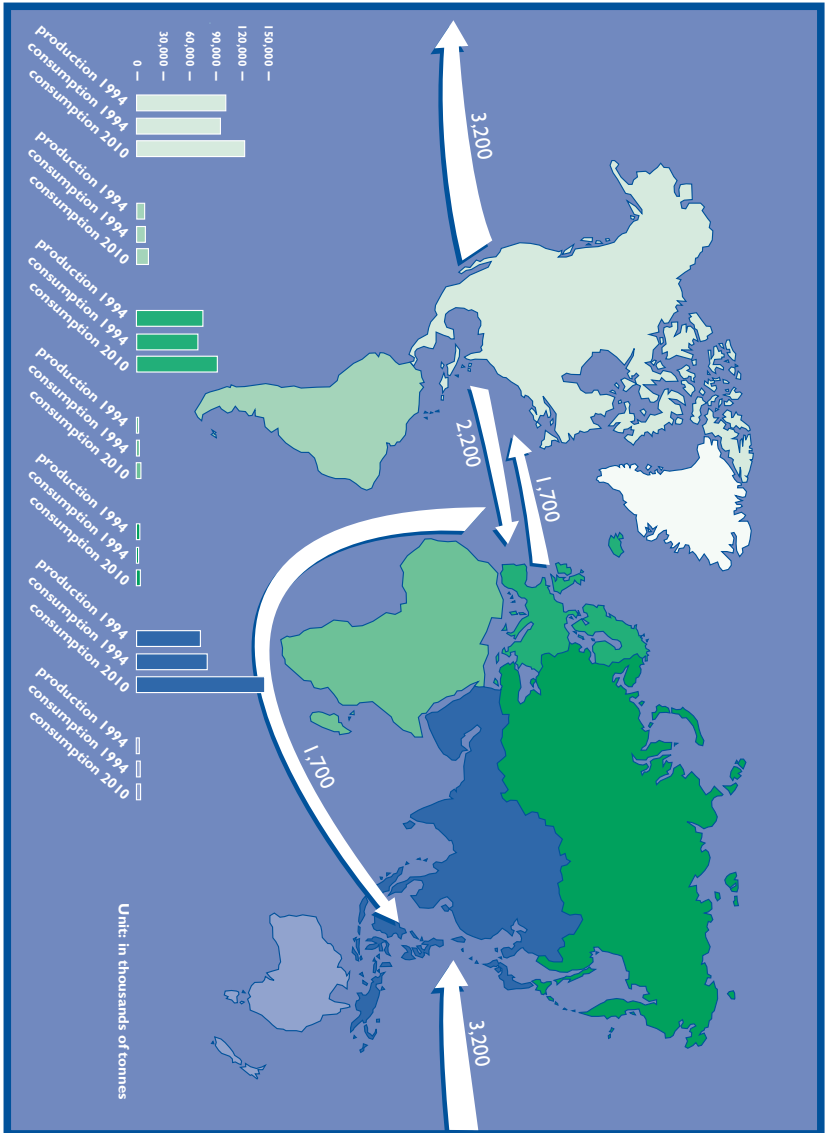 150,000
120,000
90,000
60,000
30,000
0
production 1994
consumption 1994
consumption 2010
production 1994
consumption 1994
consumption 2010
production 1994
consumption 1994
consumption 2010
production 1994
consumption 1994
consumption 2010
production 1994
consumption 1994
consumption 2010
production 1994
consumption 1994
consumption 2010
production 1994
consumption 1994
consumption 2010
3,200
2,200
1,700
1,700
3,200
Unit: in thousands of tonnes